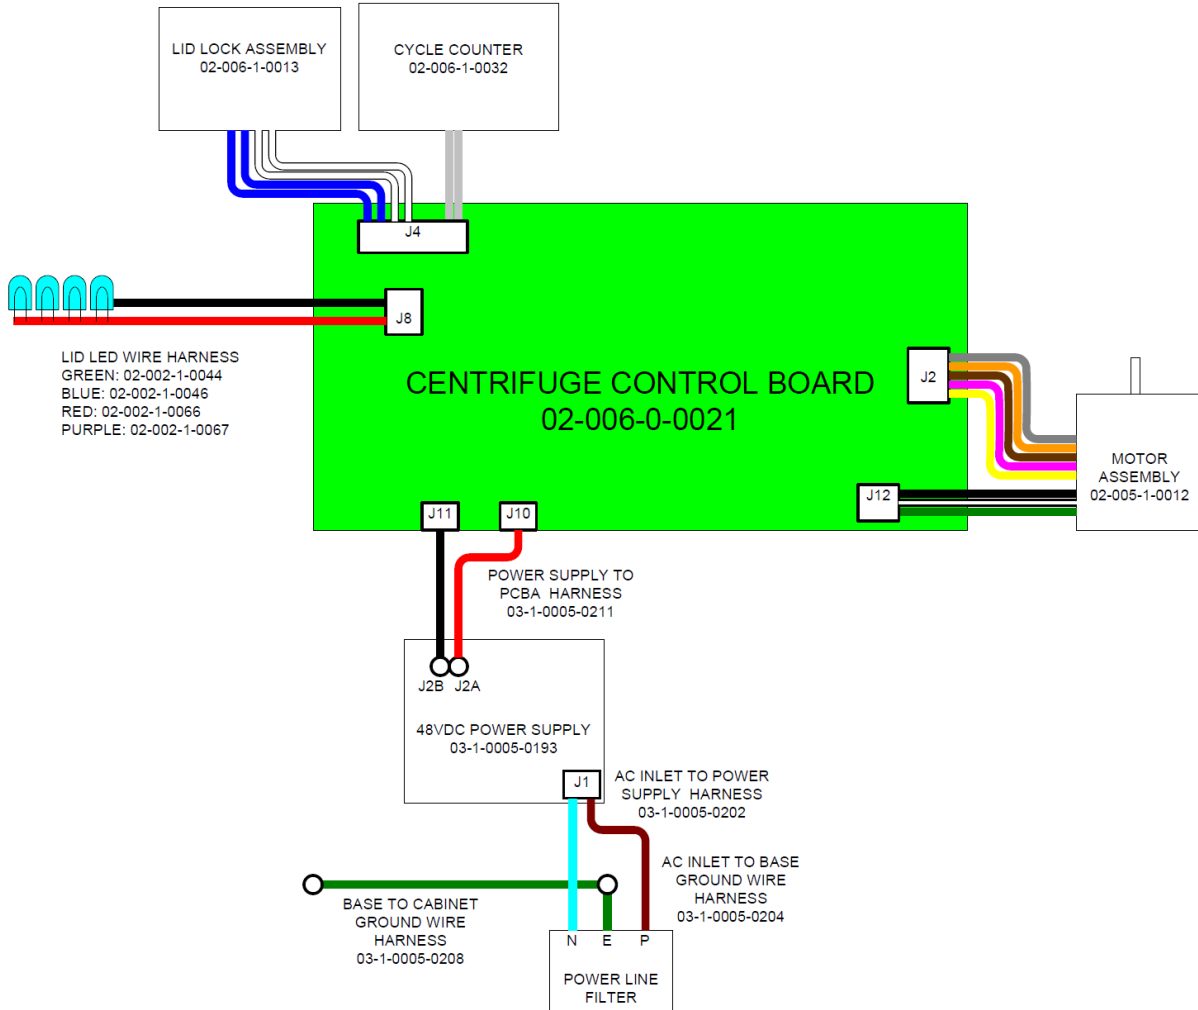 LID LOCK ASSEMBLY
02-006-1-0013
CYCLE COUNTER
02-006-1-0032
J4
J8
LID LED WIRE HARNESS
GREEN: 02-002-1-0044
BLUE: 02-002-1-0046
RED: 02-002-1-0066
PURPLE: 02-002-1-0067
CENTRIFUGE CONTROL BOARD
02-006-0-0021
J2
MOTOR
ASSEMBLY
02-005-1-0012
J12
J11
J10
POWER SUPPLY TO
PCBA HARNESS
03-1-0005-0211
J2B
J2A
48VDC POWER SUPPLY
03-1-0005-0193
J1
AC INLET TO POWER
SUPPLY HARNESS
03-1-0005-0202
AC INLET TO BASE
GROUND WIRE
HARNESS
03-1-0005-0204
BASE TO CABINET
GROUND WIRE
HARNESS
03-1-0005-0208
N E P
POWER LINE
FILTER